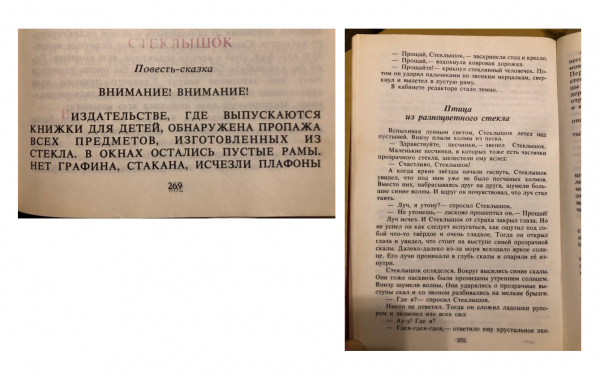 СТЕКЛЫШОК
Повесть-сказка
ВНИМАНИЕ! ВНИМАНИЕ!
В ИЗДАТЕЛЬСТВЕ, ГДЕ ВЫПУСКАЮТСЯ
КНИЖКИ ДЛЯ ДЕТЕЙ, ОБНАРУЖЕНА ПРОПАЖА
ВСЕХ ПРЕДМЕТОВ, ИЗГОТОВЛЕННЫХ ИЗ
СТЕКЛА. В ОКНАХ ОСТАЛИСЬ ПУСТЫЕ РАМЫ.
НЕТ ГРАФИНА, СТАКАНА, ИСЧЕЗЛИ ПЛАФОНЫ
269
— Прощай, Стеклышок,— заскрипели стол и кресло.
— Прощай,— вздохнула ковровая дорожка.
— Прощайте!— крикнул стеклянный человечек. По-
том он ударил палочками по звонким мерцалкам, свер-
кнул и вылетел в пустую раму.
В кабинете редактора стало темно.
Птица
из разноцветного стекла
Вспыхивая лунным светом, Стеклышок летел над
пустыней. Внизу плыли холмы из песка.
— Здравствуйте, песчинки,— звенел Стеклышок.
Маленькие песчинки, в которых тоже есть частички
прозрачного стекла, шелестели ему вслед:
— Счастливо, Стеклышок!
А когда яркие звёзды начали гаснуть, Стеклышок
увидел, что под ним уже не было песчаных холмов.
Вместо них, набрасываясь друг на друга, шумели боль-
шие синие волны. И вдруг он почувствовал, что луч
стал таять.
— Луч, я утону?— спросил Стеклышок.
— Не утонешь,— ласково прошептал он,— Прощай!
Луч исчез. И Стеклышок от страха закрыл глаза. Но
не успел он как следует испугаться, как ощутил под со-
бой что-то твёрдое и очень гладкое. Тогда он открыл
глаза и увидел, что стоит на выступе синей прозрачной
скалы. Далеко-далеко из-за моря всходило яркое солн-
це. Его лучи проникали в глубь скалы и озаряли её из-
нутри.
Стеклышок огляделся. Вокруг высились синие скалы.
Они тоже насквозь были пронизаны утренним солнцем.
Внизу шумели волны. Они ударялись о прозрачные вы-
ступы скал и со звоном разбивались на мелкие брызги.
— Где я?— спросил Стеклышок.
Никто не ответил. Тогда он сложил ладошки рупо-
ром и зазвенел изо всех сил:
— Ау-у! Где я?
— Где я-где я-где я,— ответило ему хрустальное эхо.